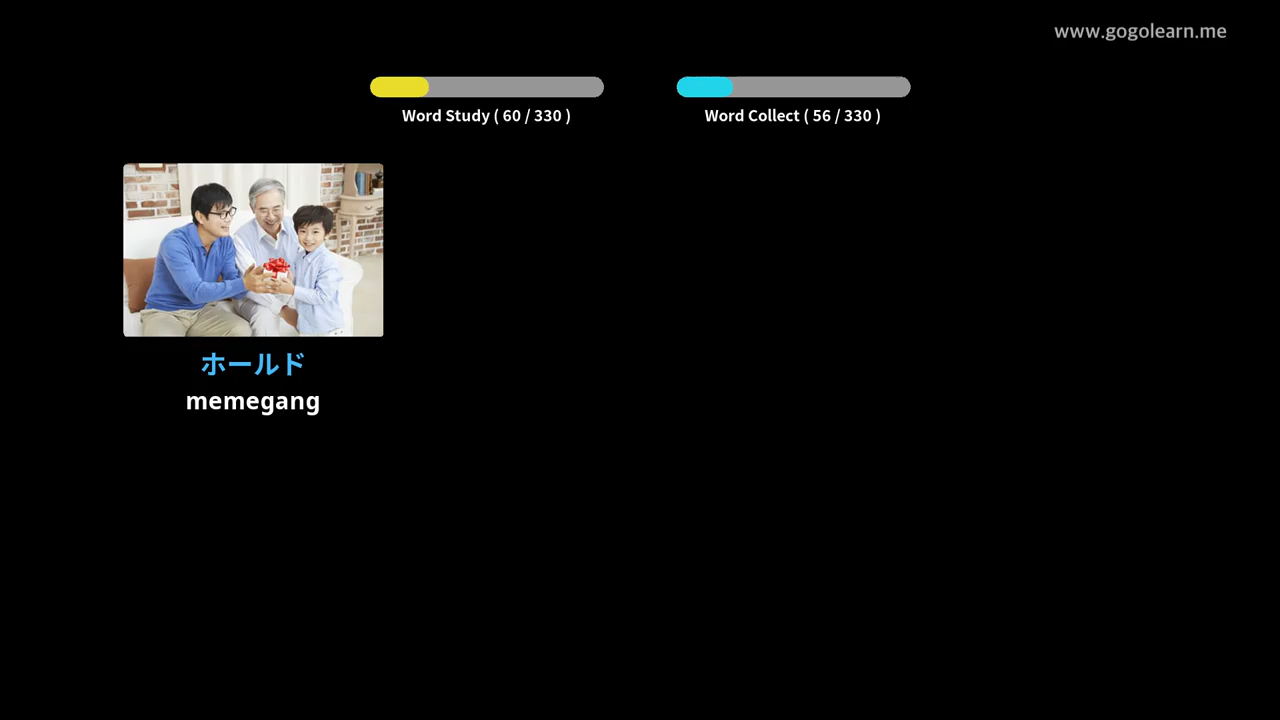 www.gogolearn.me
Word Study ( 60 / 330 )
Word Collect ( 56 / 330 )
ホールド
memegang